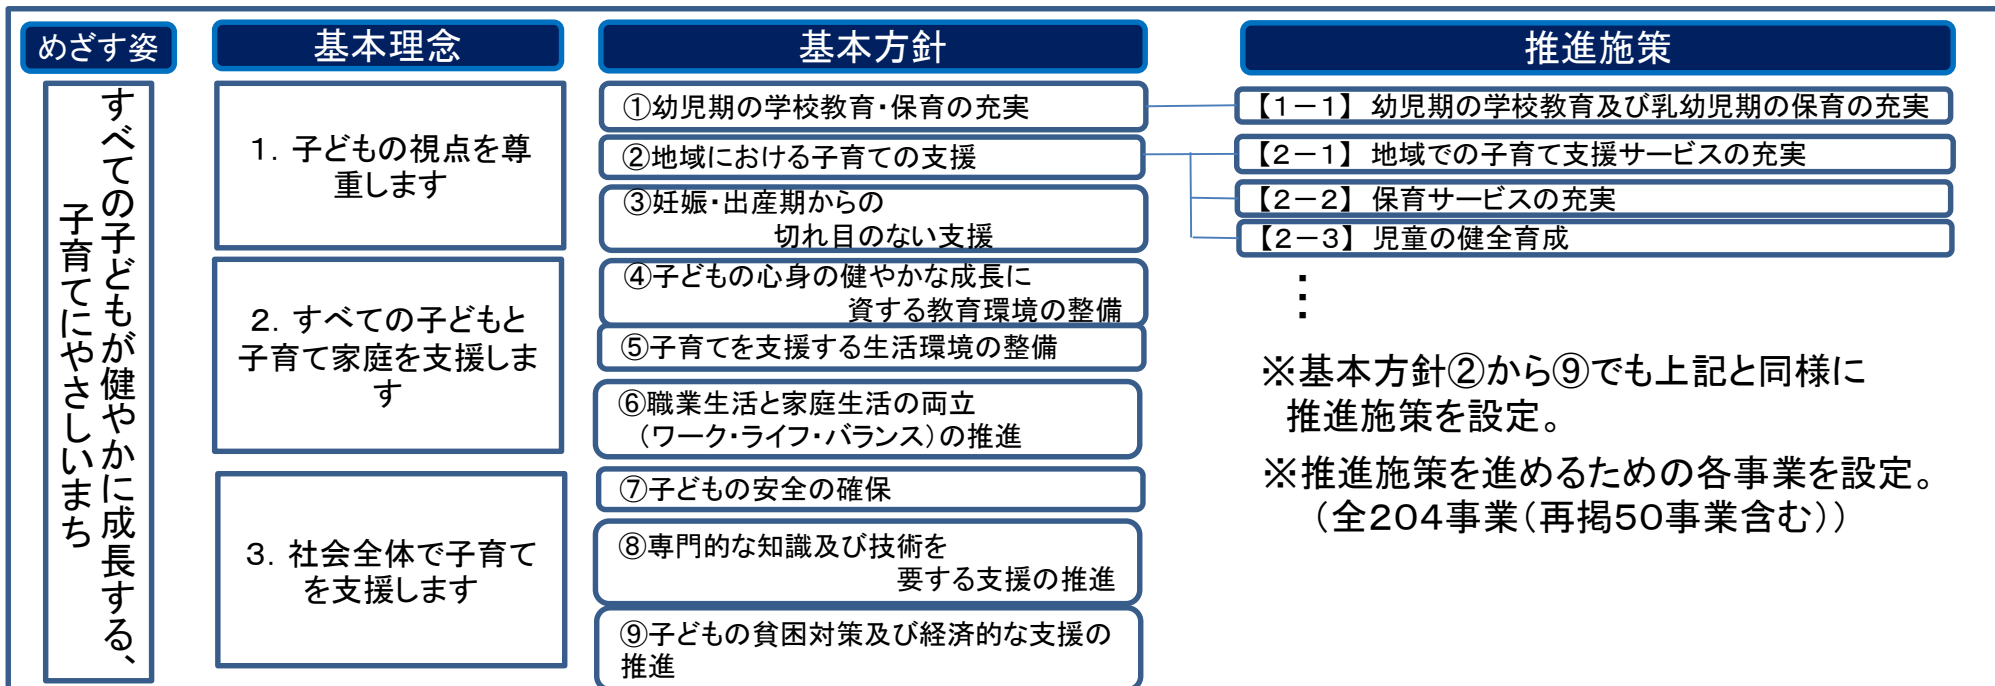 めざす姿
すべての子どもが健やかに成長する、
子育てにやさしいまち
基本理念
1．子どもの視点を尊
重します
2．すべての子どもと
子育て家庭を支援しま
す
3．社会全体で子育て
を支援します
基本方針
①幼児期の学校教育・保育の充実
②地域における子育ての支援
③妊娠・出産期からの
切れ目のない支援
④子どもの心身の健やかな成長に
資する教育環境の整備
⑤子育てを支援する生活環境の整備
⑥職業生活と家庭生活の両立
（ワーク・ライフ・バランス）の推進
⑦子どもの安全の確保
⑧専門的な知識及び技術を
要する支援の推進
⑨子どもの貧困対策及び経済的な支援の
推進
推進施策
【1－1】 幼児期の学校教育及び乳幼児期の保育の充実
【2－1】 地域での子育て支援サービスの充実
【2－2】 保育サービスの充実
【2－3】 児童の健全育成
⋮
※基本方針②から⑨でも上記と同様に
推進施策を設定。
※推進施策を進めるための各事業を設定。
（全204事業（再掲50事業含む））